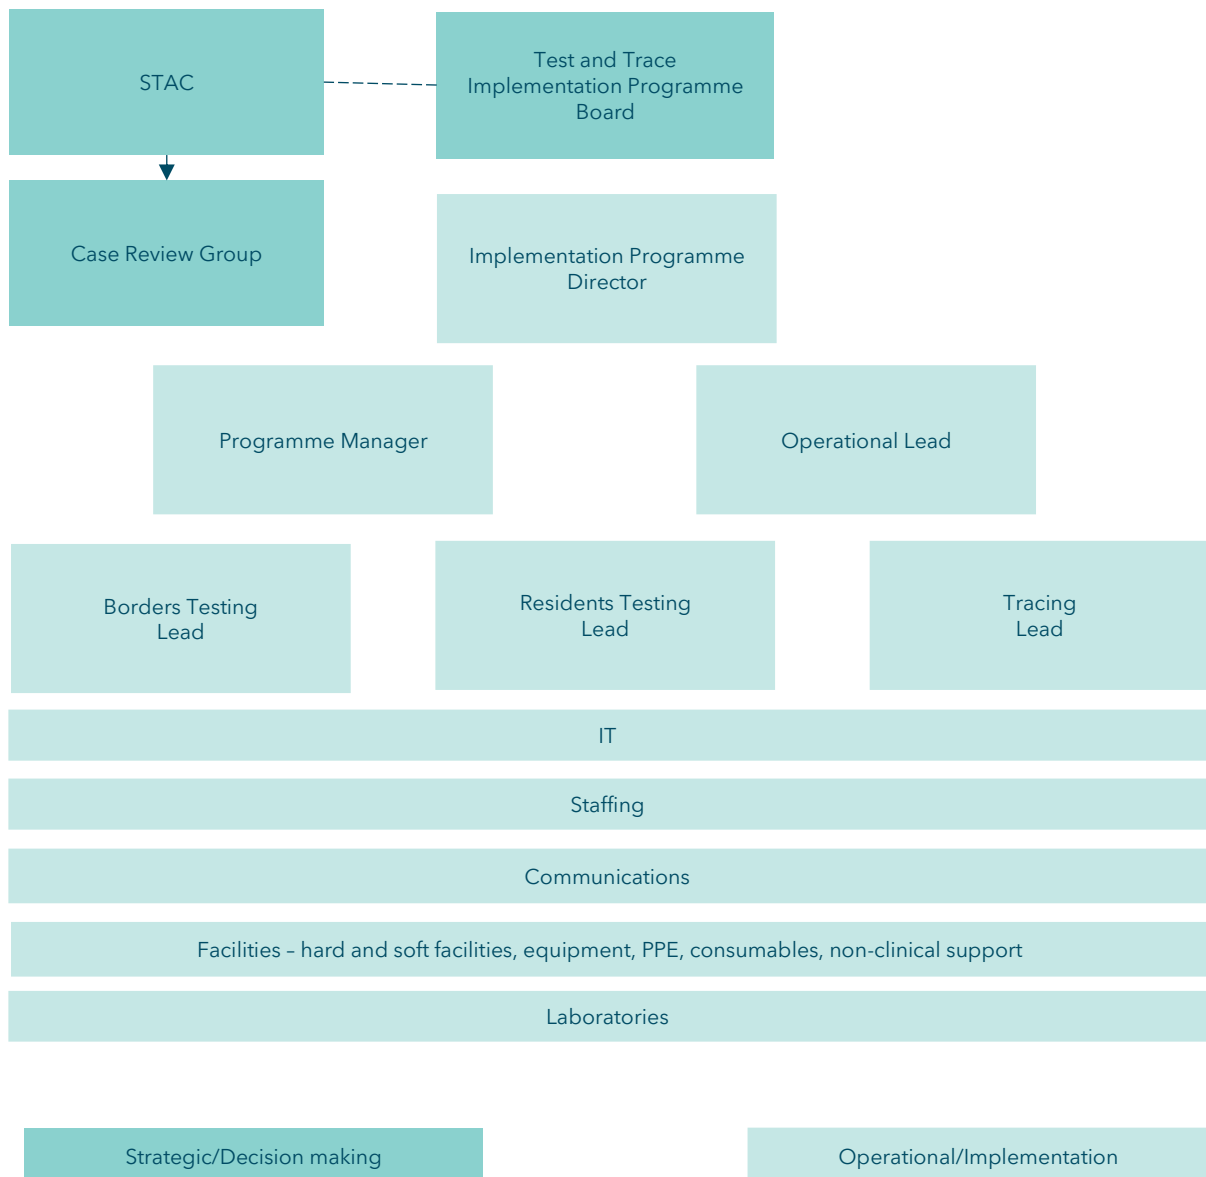 STAC
Test and Trace
Implementation Programme
Board
Case Review Group
Implementation Programme
Director
Programme Manager
Operational Lead
Borders Testing
Lead
Residents Testing
Lead
Tracing
Lead
IT
Staffing
Communications
Facilities – hard and soft facilities, equipment, PPE, consumables, non-clinical support
Laboratories
Strategic/Decision making
Operational/Implementation